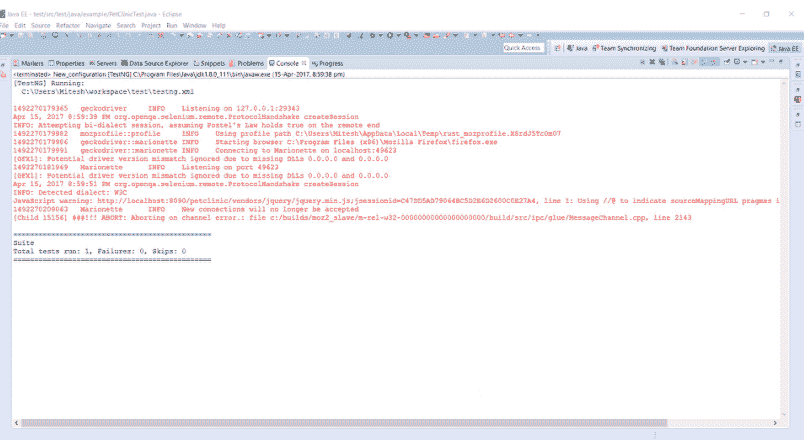 Java EE - test/src/test/java/example/PetClinicTest.java - Eclipse
File Edit Source Refactor Navigate Search Project Run Window Help
Quick Access Java Team Synchronizing Team Foundation Server Exploring Java EE
Markers Properties Servers Data Source Explorer Snippets Problems Console Progress
<terminated> New_configuration [TestNG] C:\Program Files\Java\jdk1.8.0_111\bin\javaw.exe (15-Apr-2017, 8:59:38 pm)
[TestNG] Running:
C:\Users\Mitesh\workspace\test\testng.xml
1492270179365 geckodriver INFO Listening on 127.0.0.1:29343
Apr 15, 2017 8:59:39 PM org.openqa.selenium.remote.ProtocolHandshake createSession
INFO: Attempting bi-dialect session, assuming Postel's Law holds true on the remote end
1492270179982 mozprofile::profile INFO Using profile path C:\Users\Mitesh\AppData\Local\Temp\
1492270179986 geckodriver::marionette INFO Starting browser C:\Program Files (x86)\Mozilla Firefox\firefox.exe
1492270179991 geckodriver::marionette INFO Connecting to Marionette on localhost:49623
[GFX1]: Potential driver version mismatch ignored due to missing DLLs 0.0.0.0 and 0.0.0.0
1492270181949 Marionette INFO Listening on port 49623
[GFX1]: Potential driver version mismatch ignored due to missing DLLs 0.0.0.0 and 0.0.0.0
Apr 15, 2017 8:59:51 PM org.openqa.selenium.remote.ProtocolHandshake createSession
INFO: Detected dialect: W3C
JavaScript warning: http://localhost:8090/petclinic/vendors/jquery/jquery.min.js;jsessionid= line 1: Using //@ to indicate sourceMappingURL pragmas i
1492270209043 Marionette INFO New connections will no longer be accepted
[Child 15156] ###!!! ABORT: Aborting on channel error.: file c:/builds/moz2_slave/m-rel-w32-00000000000000000000/build/src/ipc/glue/MessageChannel.cpp, line 2143
===============================================
Suite
Total tests run: 1, Failures: 0, Skips: 0
===============================================